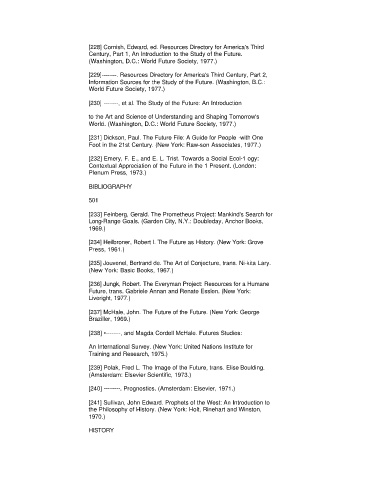 [228] Cornish, Edward, ed. Resources Directory for America's Third
Century, Part 1, An Introduction to the Study of the Future.
(Washington, D.C.: World Future Society, 1977.)
[229]-------. Resources Directory for America's Third Century, Part 2,
Information Sources for the Study of the Future. (Washington, B.C.:
World Future Society, 1977.)
[230] -------, et al. The Study of the Future: An Introduction
to the Art and Science of Understanding and Shaping Tomorrow's
World. (Washington, D.C.: World Future Society, 1977.)
[231] Dickson, Paul. The Future File: A Guide for People -with One
Foot in the 21st Century. (New York: Raw-son Associates, 1977.)
[232] Emery, F. E., and E. L. Trist. Towards a Social Ecol-1 ogy:
Contextual Appreciation of the Future in the 1 Present. (London:
Plenum Press, 1973.)
BIBLIOGRAPHY
501
[233] Feinberg, Gerald. The Prometheus Project: Mankind's Search for
Long-Range Goals. (Garden City, N.Y.: Doubleday, Anchor Books,
1969.)
[234] Heilbroner, Robert I. The Future as History. (New York: Grove
Press, 1961.)
[235] Jouvenel, Bertrand de. The Art of Conjecture, trans. Ni-kita Lary.
(New York: Basic Books, 1967.)
[236] Jungk, Robert. The Everyman Project: Resources for a Humane
Future, trans. Gabriele Annan and Renate Esslen. (New York:
Liveright, 1977.)
[237] McHale, John. The Future of the Future. (New York: George
Braziller, 1969.)
[238] •-------, and Magda Cordell McHale. Futures Studies:
An International Survey. (New York: United Nations Institute for
Training and Research, 1975.)
[239] Polak, Fred L. The Image of the Future, trans. Elise Boulding.
(Amsterdam: Elsevier Scientific, 1973.)
[240] --------. Prognostics. (Amsterdam: Elsevier, 1971.)
[241] Sullivan, John Edward. Prophets of the West: An Introduction to
the Philosophy of History. (New York: Holt, Rinehart and Winston,
1970.)
HISTORY